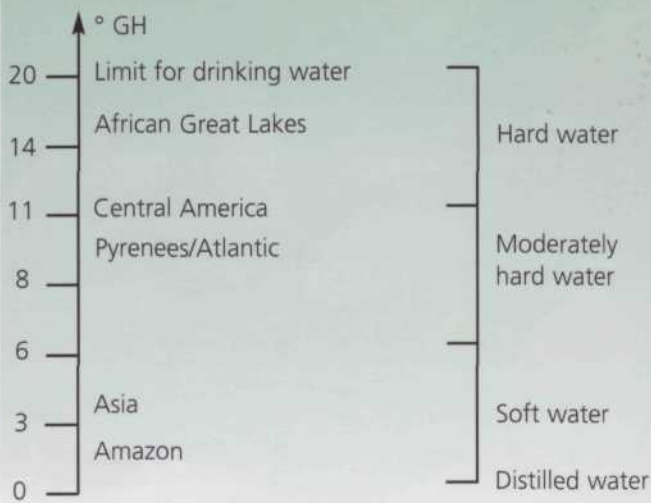 ° GH
20
Limit for drinking water
African Great Lakes
14
Hard water
11
Central America
Pyrenees/Atlantic
Moderately
hard water
8
6
Asia
3
Soft water
Amazon
0
Distilled water